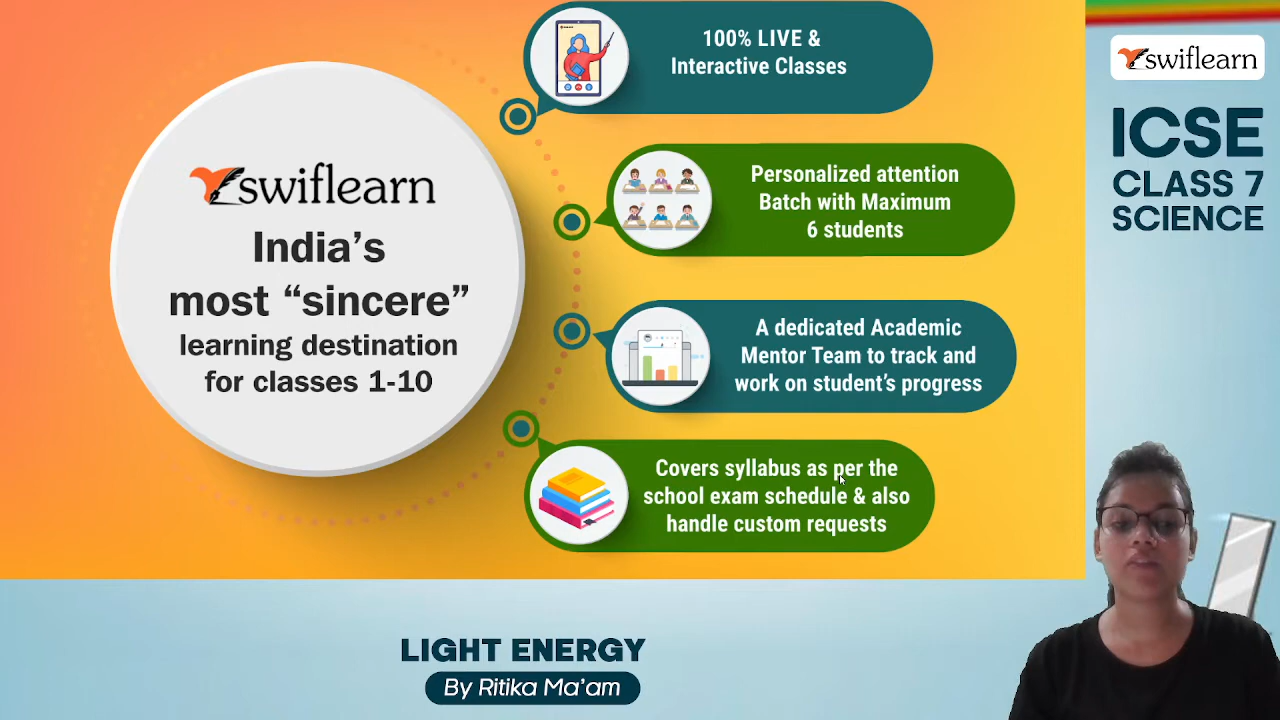 swiflearn
India's
most “sincere”
learning destination
for classes 1-10
100% LIVE &
Interactive Classes
Personalized attention
Batch with Maximum
6 students
A dedicated Academic
Mentor Team to track and
work on student's progress
Covers syllabus as per the
school exam schedule & also
handle custom requests
swiflearn
ICSE
CLASS 7
SCIENCE
LIGHT ENERGY
By Ritika Ma'am